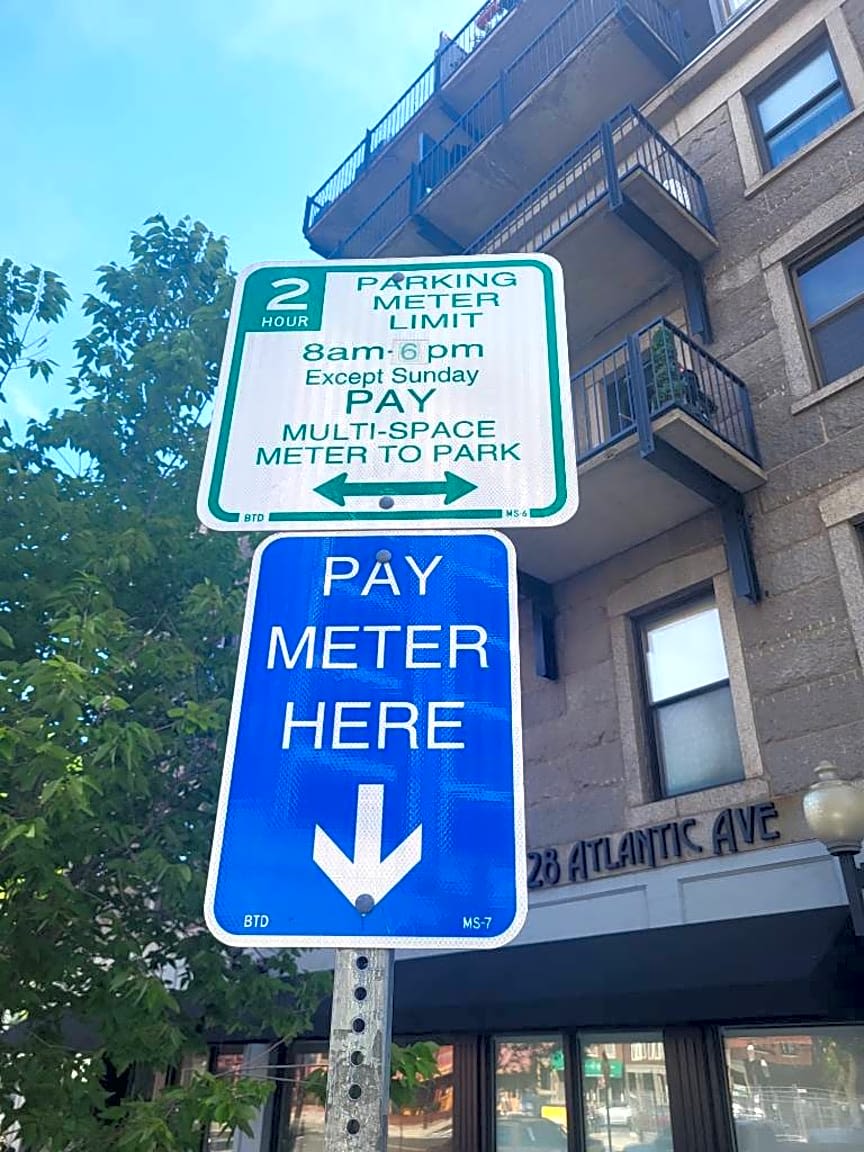 2
HOUR
PARKING
METER
LIMIT
8am-6pm
Except Sunday
PAY
MULTI-SPACE
METER TO PARK
BTD
MS-6
PAY
METER
HERE
BTD
MS-7
28 ATLANTIC AVE